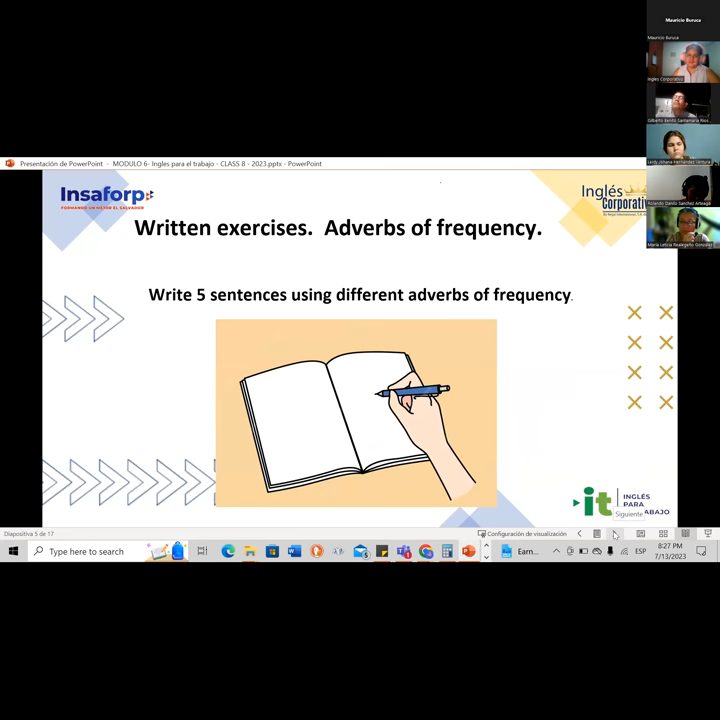 Mauricio Buruca
Mauricio Buruca
Ingles Corporativo
Gilberto Benito Santamaria Rios
Leidy Johana Hernandez Ventura
Rolando Danilo Sanchez Arteaga
Maria Leticia Realegeño Gonzalez
Presentación de PowerPoint - MODULO 6- Ingles para el trabajo - CLASS 8 - 2023.pptx - PowerPoint
Insaforp
FORMANDO UN MEJOR EL SALVADOR
Inglés
Corporativ
Written exercises. Adverbs of frequency.
Write 5 sentences using different adverbs of frequency.
it
INGLÉS
PARA
ABAJO
Siguiente
Diapositiva 5 de 17
Configuración de visualización
Type here to search
Earn...
ESP
8:27 PM
7/13/2023